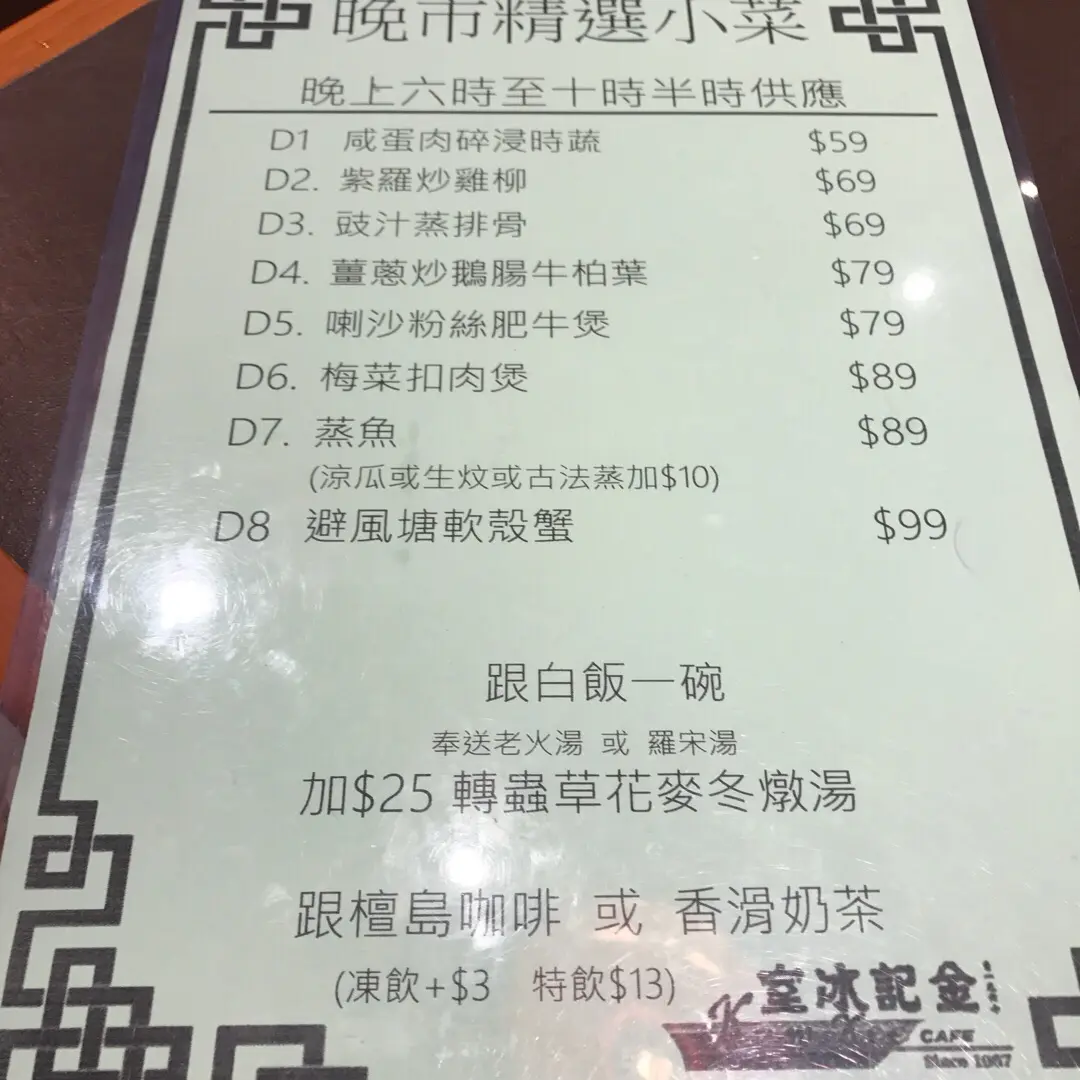 晚市精選小菜
晚上六時至十時半時供應
D1 咸蛋肉碎浸時蔬 $59
D2. 紫羅炒雞柳 $69
D3. 豉汁蒸排骨 $69
D4. 薑蔥炒鵝腸牛柏葉 $79
D5. 喇沙粉絲肥牛煲 $79
D6. 梅菜扣肉煲 $89
D7. 蒸魚 $89
(涼瓜或生炆或古法蒸加$10)
D8 避風塘軟殼蟹 $99
跟白飯一碗
奉送老火湯 或 羅宋湯
加$25 轉蟲草花麥冬燉湯
跟檀島咖啡 或 香滑奶茶
(凍飲+$3 特飲$13)
室冰記金
CAFE
Since 1967